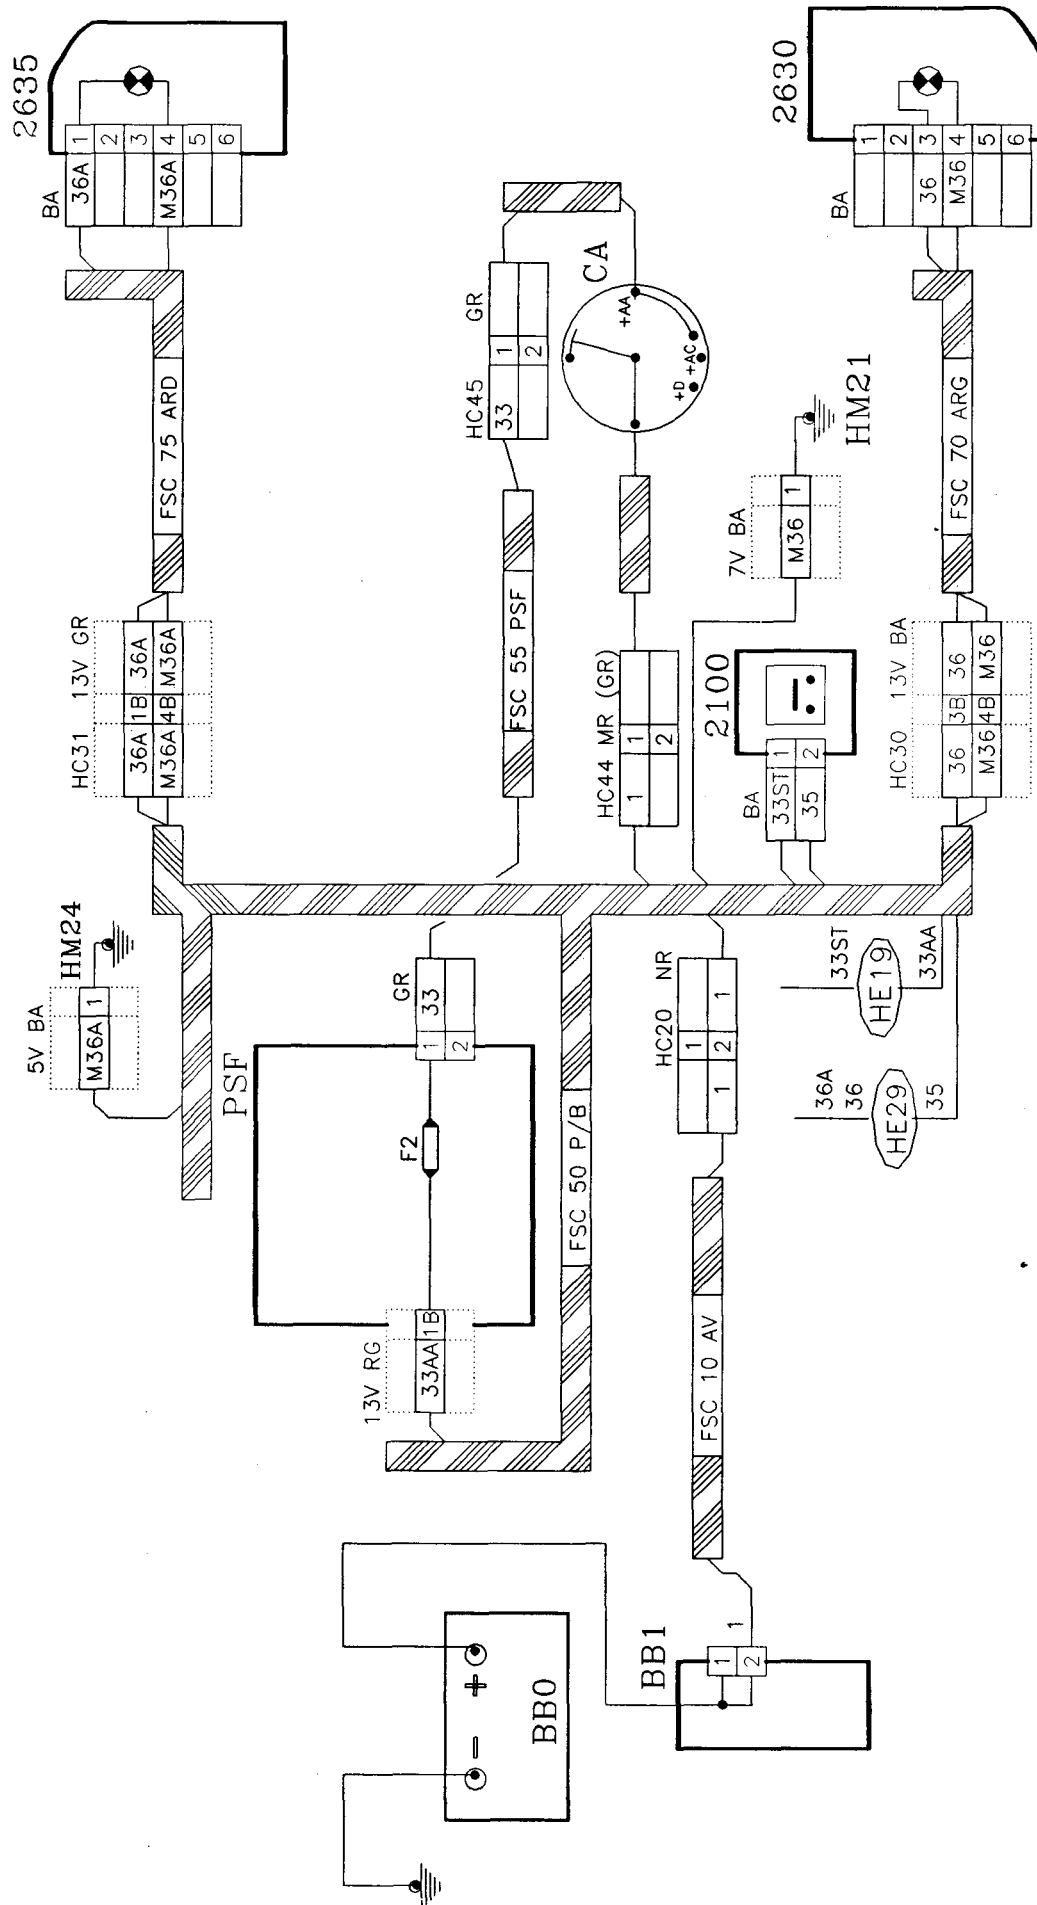 2635
BA
36A 1
2
3
M36A 4
5
6
2630
BA
1
2
36 3
M36 4
5
6
FSC 75 ARD
HC31 13V GR
36A 1B 36A
M36A 4B M36A
HC45 GR
33 1
2
FSC 55 PSF
CA
+AA
+AC
+D
HC44 MR (GR)
1 1
2
7V BA
M36 1
HM21
2100
BA
33ST 1
35 2
FSC 70 ARG
HC30 13V BA
36 3B 36
M36 4B M36
HM24
5V BA
M36A 1
PSF
GR
1 33
2
F2
13V RG
33AA 1B
FSC 50 P/B
HC20 NR
1
1 2 1
33ST
HE19
33AA
36A
36
HE29
35
FSC 10 AV
BB1
1
2
1
BB0
+
−